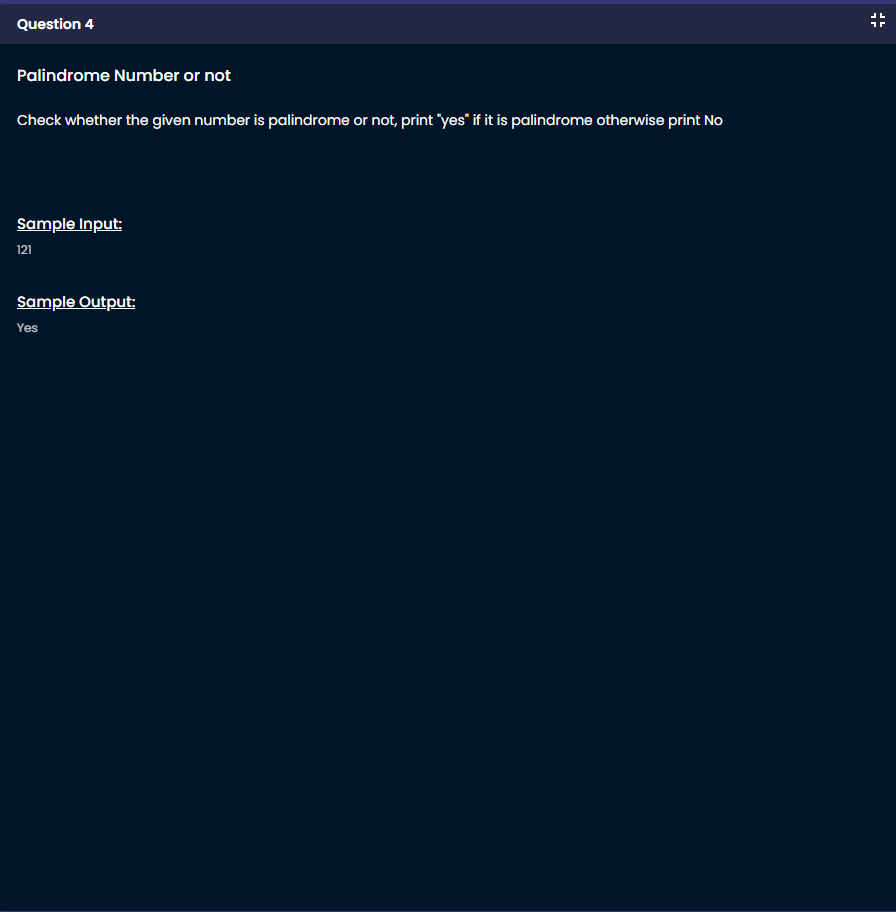 Question 4
Palindrome Number or not
Check whether the given number is palindrome or not, print "yes" if it is palindrome otherwise print No
Sample Input:
121
Sample Output:
Yes